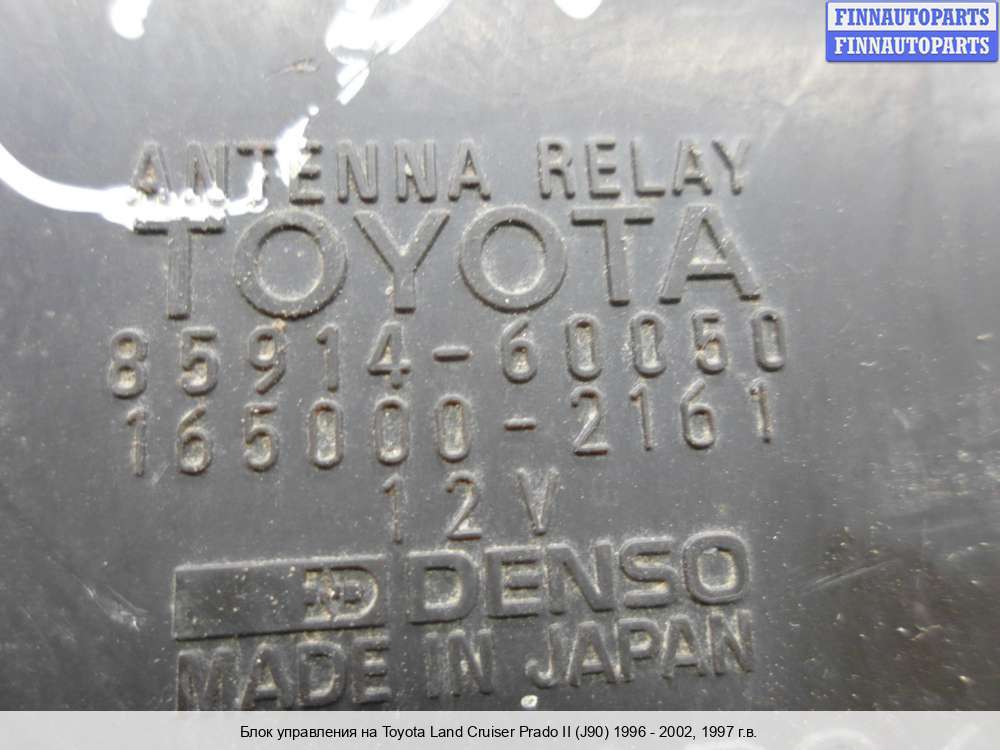 FINNAUTOPARTS
FINNAUTOPARTS
ANTENNA RELAY
TOYOTA
85914-60050
165000-2161
12V
DENSO
MADE IN JAPAN
Блок управления на Toyota Land Cruiser Prado II (J90) 1996 - 2002, 1997 г.в.